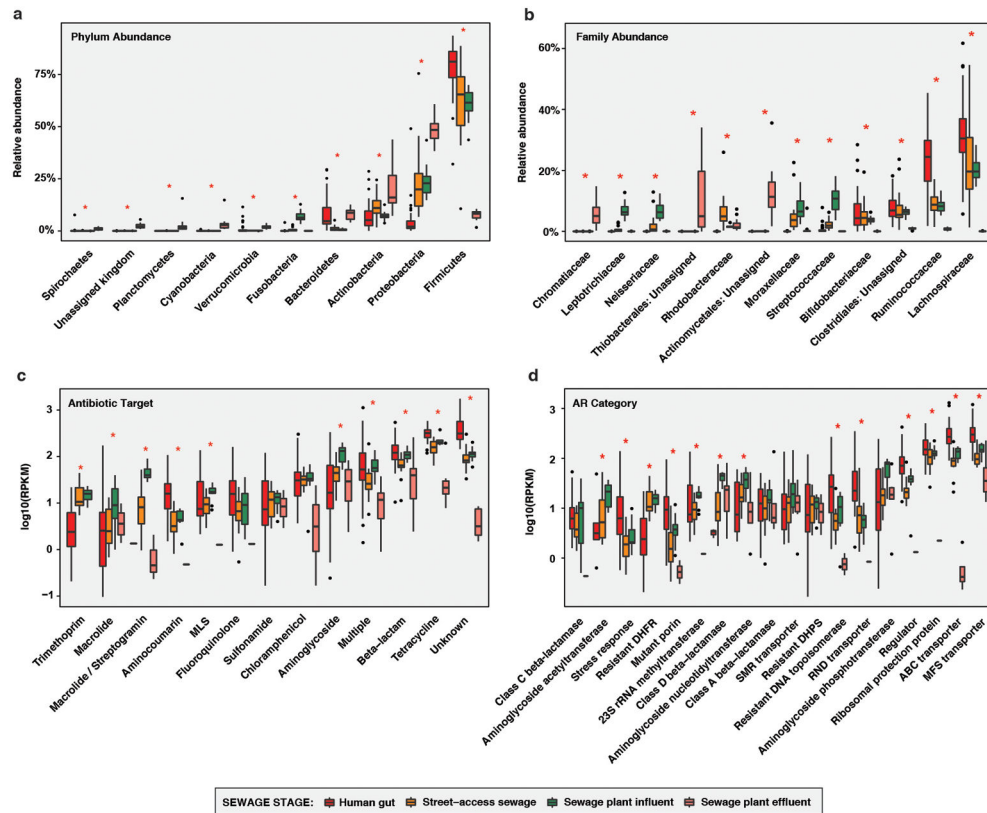 a
Phylum Abundance
Relative abundance
75%
50%
25%
0%
*
*
*
*
*
*
*
*
*
*
Spirochaetes
Unassigned kingdom
Planctomycetes
Cyanobacteria
Verrucomicrobia
Fusobacteria
Bacteroidetes
Actinobacteria
Proteobacteria
Firmicutes
b
Family Abundance
Relative abundance
60%
40%
20%
0%
*
*
*
*
*
*
*
*
*
*
*
*
Chromatiaceae
Leptotrichiaceae
Neisseriaceae
Thiobacterales: Unassigned
Rhodobacteraceae
Actinomycetales: Unassigned
Moraxellaceae
Streptococcaceae
Bifidobacteriaceae
Clostridiales: Unassigned
Ruminococcaceae
Lachnospiraceae
c
Antibiotic Target
log10(RPKM)
3
2
1
0
−1
*
*
*
*
*
*
*
*
*
*
Trimethoprim
Macrolide
Macrolide / Streptogramin
Aminocoumarin
MLS
Fluoroquinolone
Sulfonamide
Chloramphenicol
Aminoglycoside
Multiple
Beta−lactam
Tetracycline
Unknown
d
AR Category
log10(RPKM)
3
2
1
0
*
*
*
*
*
*
*
*
*
*
*
*
*
Class C beta−lactamase
Aminoglycoside acetyltransferase
Stress response
Resistant DHFR
Mutant porin
23S rRNA methyltransferase
Class D beta−lactamase
Aminoglycoside nucleotidyltransferase
Class A beta−lactamase
SMR transporter
Resistant DHPS
Resistant DNA topoisomerase
RND transporter
Aminoglycoside phosphotransferase
Regulator
Ribosomal protection protein
ABC transporter
MFS transporter
SEWAGE STAGE: Human gut Street−access sewage Sewage plant influent Sewage plant effluent